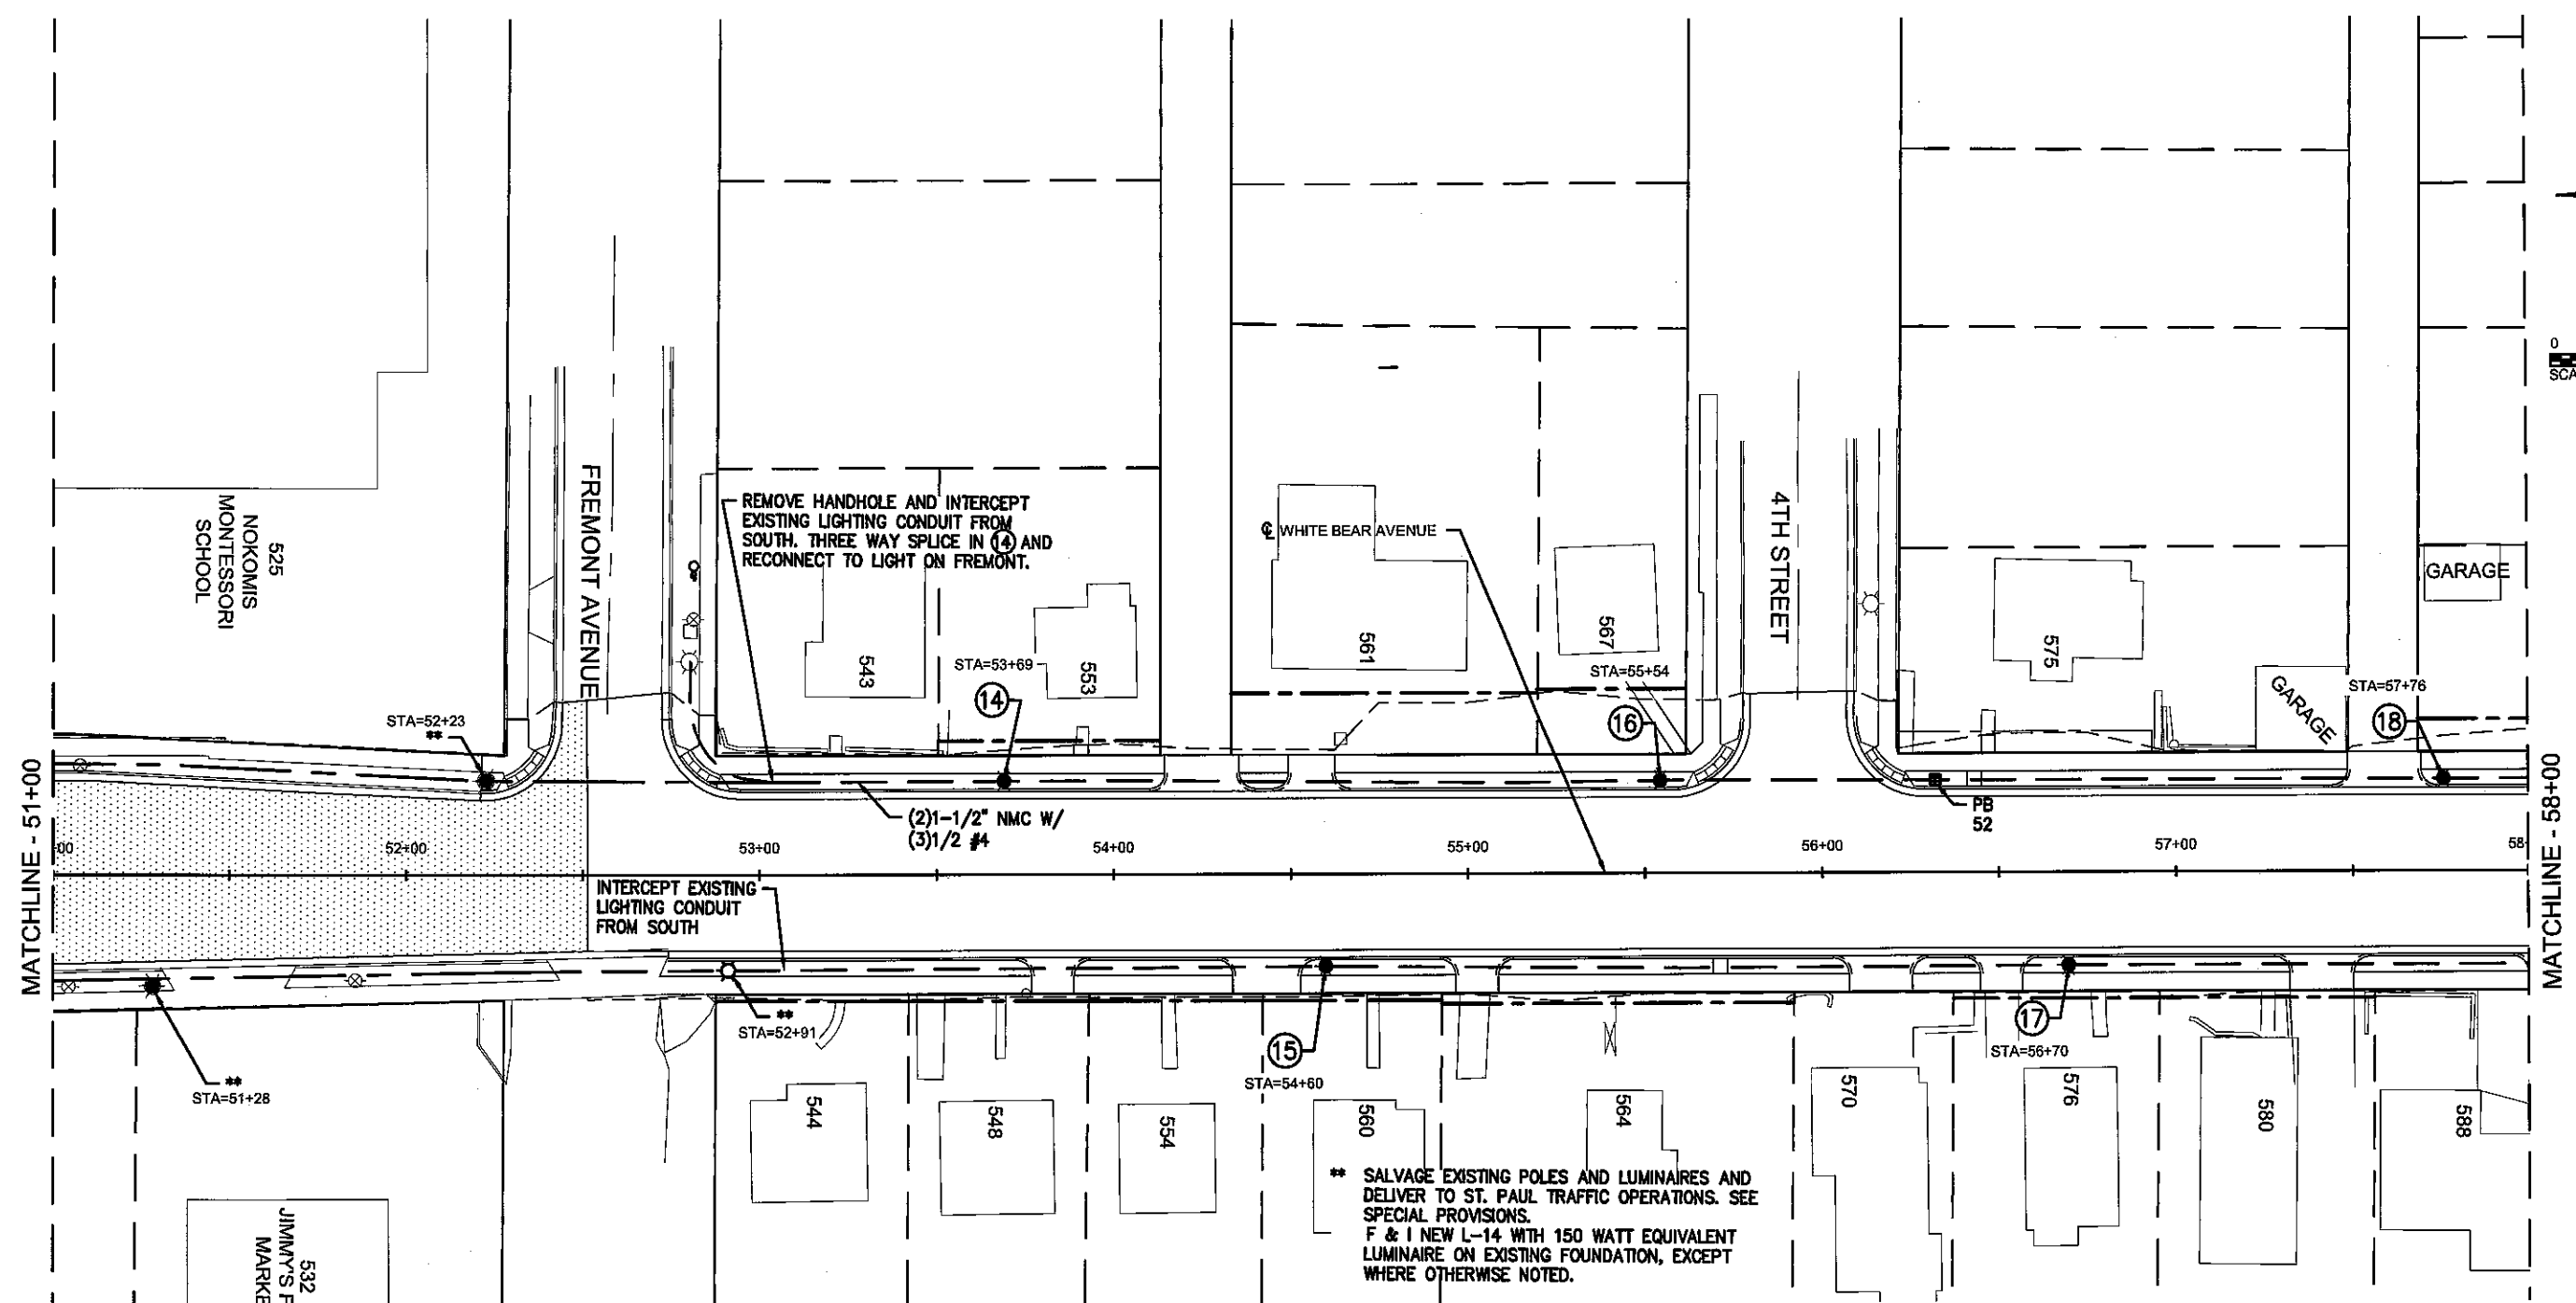 0
SCA
525
NOKOMIS
MONTESSORI
SCHOOL
FREMONT AVENUE
REMOVE HANDHOLE AND INTERCEPT
EXISTING LIGHTING CONDUIT FROM
SOUTH. THREE WAY SPLICE IN 14 AND
RECONNECT TO LIGHT ON FREMONT.
℄ WHITE BEAR AVENUE
4TH STREET
GARAGE
543
STA=53+69
553
561
567
STA=55+54
575
GARAGE
STA=57+76
14
16
18
STA=52+23
**
MATCHLINE - 51+00
(2)1-1/2" NMC W/
(3)1/2 #4
PB
52
MATCHLINE - 58+00
00
52+00
53+00
54+00
55+00
56+00
57+00
58
INTERCEPT EXISTING
LIGHTING CONDUIT
FROM SOUTH
**
STA=51+28
**
STA=52+91
15
STA=54+60
17
STA=56+70
544
548
554
560
564
570
576
580
588
532
JIMMY'S F
MARKE
** SALVAGE EXISTING POLES AND LUMINAIRES AND
DELIVER TO ST. PAUL TRAFFIC OPERATIONS. SEE
SPECIAL PROVISIONS.
F & I NEW L-14 WITH 150 WATT EQUIVALENT
LUMINAIRE ON EXISTING FOUNDATION, EXCEPT
WHERE OTHERWISE NOTED.